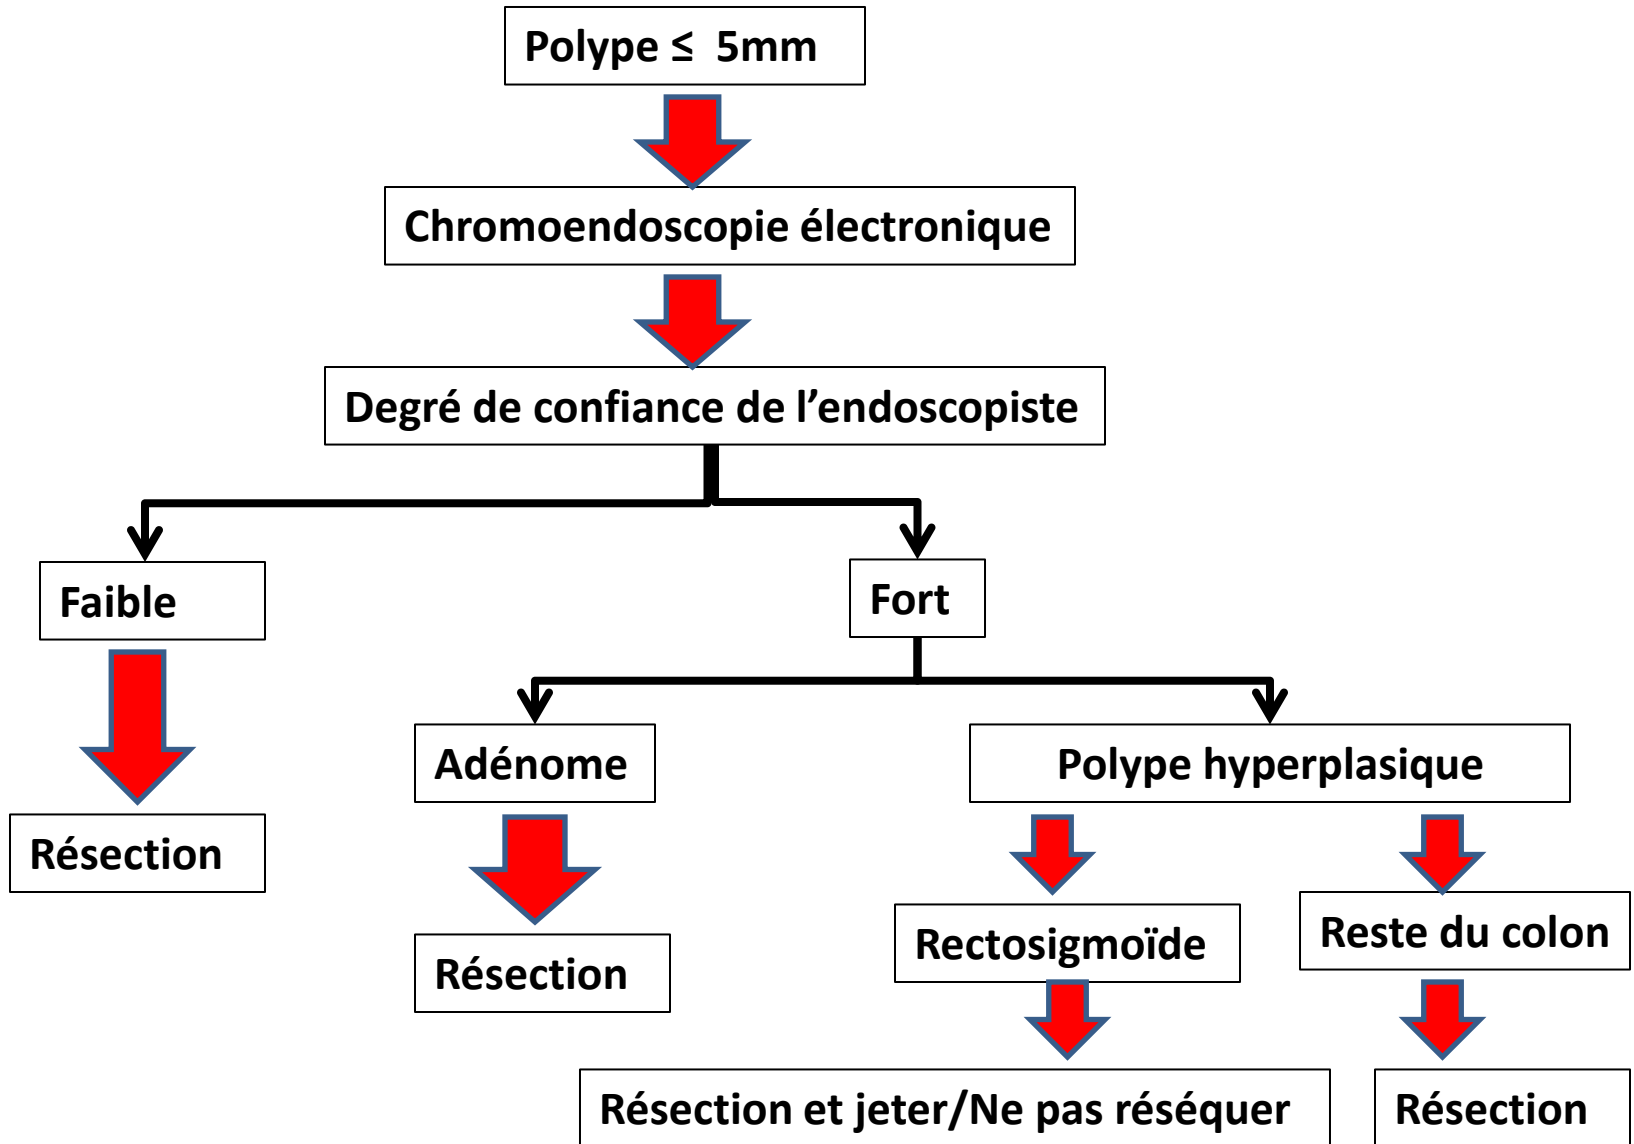 Polype ≤ 5mm
Chromoendoscopie électronique
Degré de confiance de l’endoscopiste
Faible
Fort
Adénome
Polype hyperplasique
Résection
Résection
Rectosigmoïde
Reste du colon
Résection et jeter/Ne pas réséquer
Résection